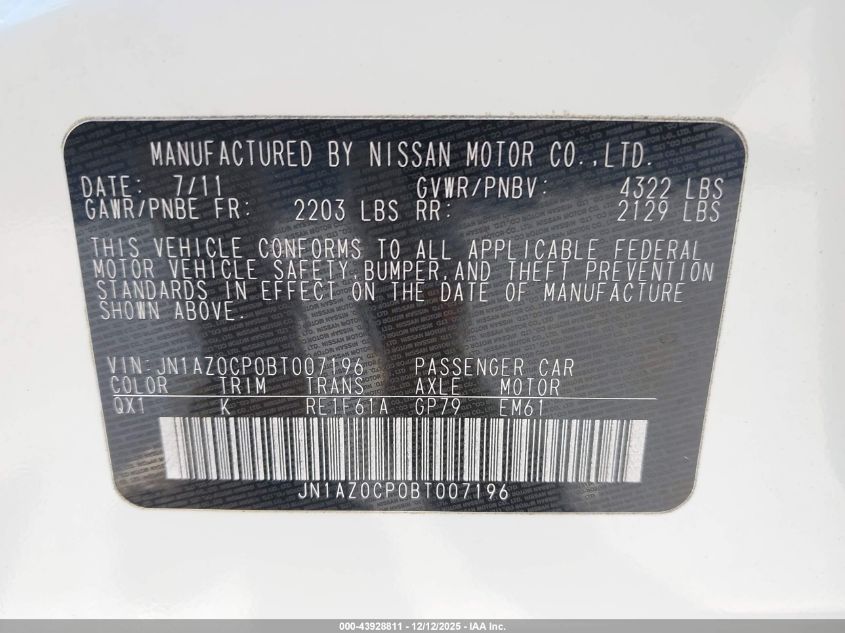 MANUFACTURED BY NISSAN MOTOR CO.,LTD.
DATE: 7/11 GVWR/PNBV: 4322 LBS
GAWR/PNBE FR: 2203 LBS RR: 2129 LBS
THIS VEHICLE CONFORMS TO ALL APPLICABLE FEDERAL
MOTOR VEHICLE SAFETY,BUMPER,AND THEFT PREVENTION
STANDARDS IN EFFECT ON THE DATE OF MANUFACTURE
SHOWN ABOVE.
VIN:JN1AZ0CP0BT007196 PASSENGER CAR
COLOR TRIM TRANS AXLE MOTOR
QX1 K RE1F61A GP79 EM61
JN1AZ0CP0BT007196
000-43928811 — 12/12/2025 — IAA Inc.